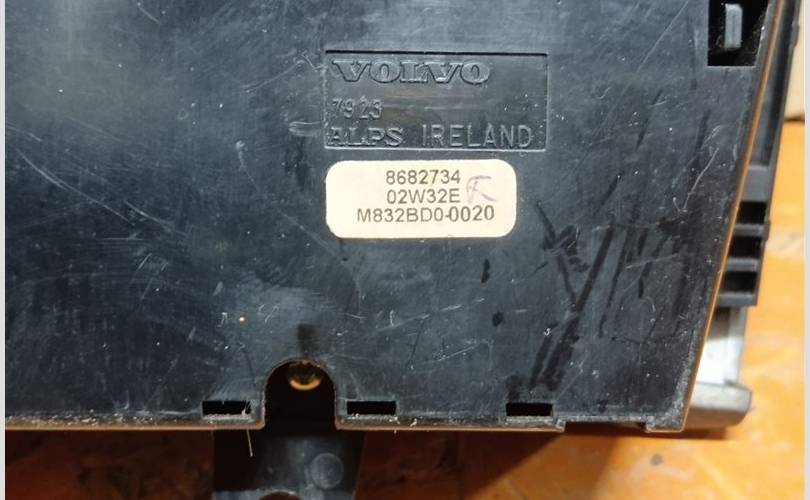 VOLVO
7923
ALPS IRELAND
8682734
02W32E
M832BD0-0020